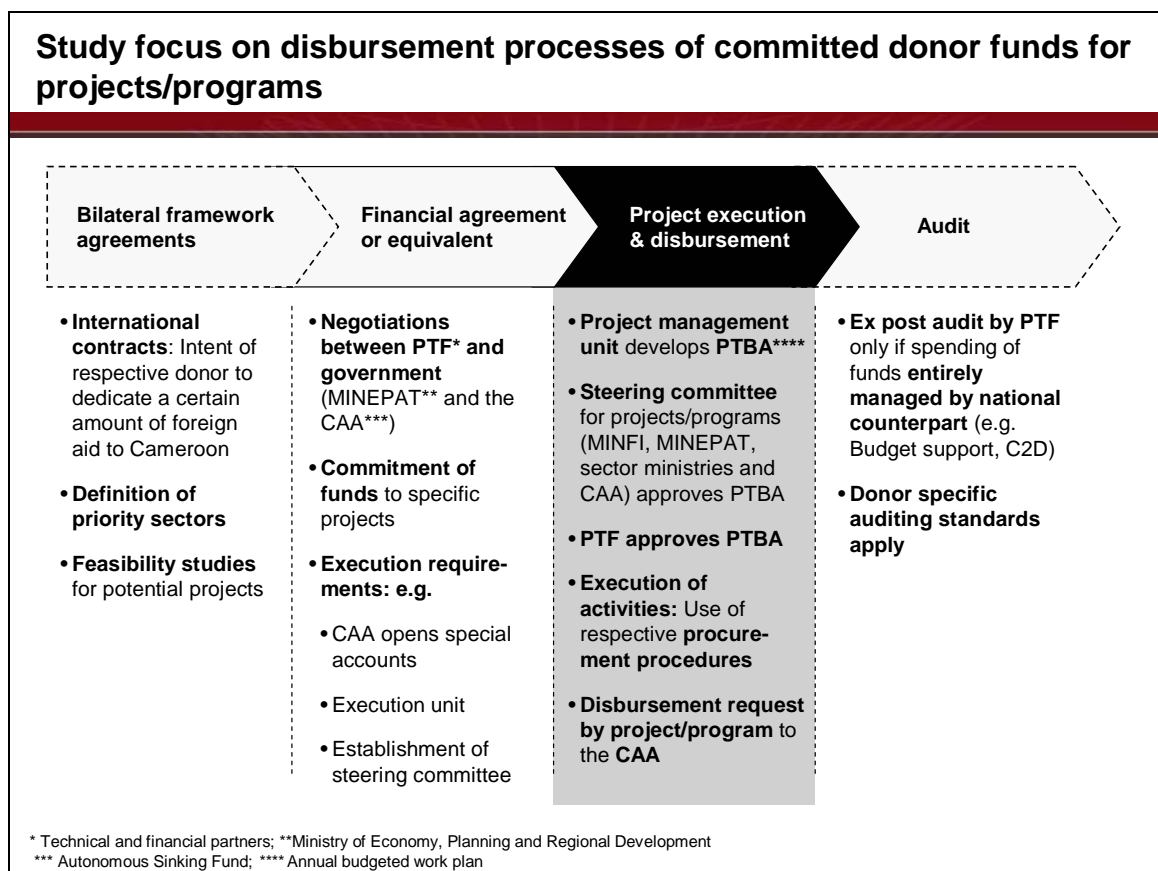 Study focus on disbursement processes of committed donor funds for
projects/programs
Bilateral framework
agreements
Financial agreement
or equivalent
Project execution
& disbursement
Audit
• International
contracts: Intent of
respective donor to
dedicate a certain
amount of foreign
aid to Cameroon
• Definition of
priority sectors
• Feasibility studies
for potential projects
• Negotiations
between PTF* and
government
(MINEPAT** and the
CAA***)
• Commitment of
funds to specific
projects
• Execution require-
ments: e.g.
• CAA opens special
accounts
• Execution unit
• Establishment of
steering committee
• Project management
unit develops PTBA****
• Steering committee
for projects/programs
(MINFI, MINEPAT,
sector ministries and
CAA) approves PTBA
• PTF approves PTBA
• Execution of
activities: Use of
respective procure-
ment procedures
• Disbursement request
by project/program to
the CAA
• Ex post audit by PTF
only if spending of
funds entirely
managed by national
counterpart (e.g.
Budget support, C2D)
• Donor specific
auditing standards
apply
* Technical and financial partners; **Ministry of Economy, Planning and Regional Development
*** Autonomous Sinking Fund; **** Annual budgeted work plan